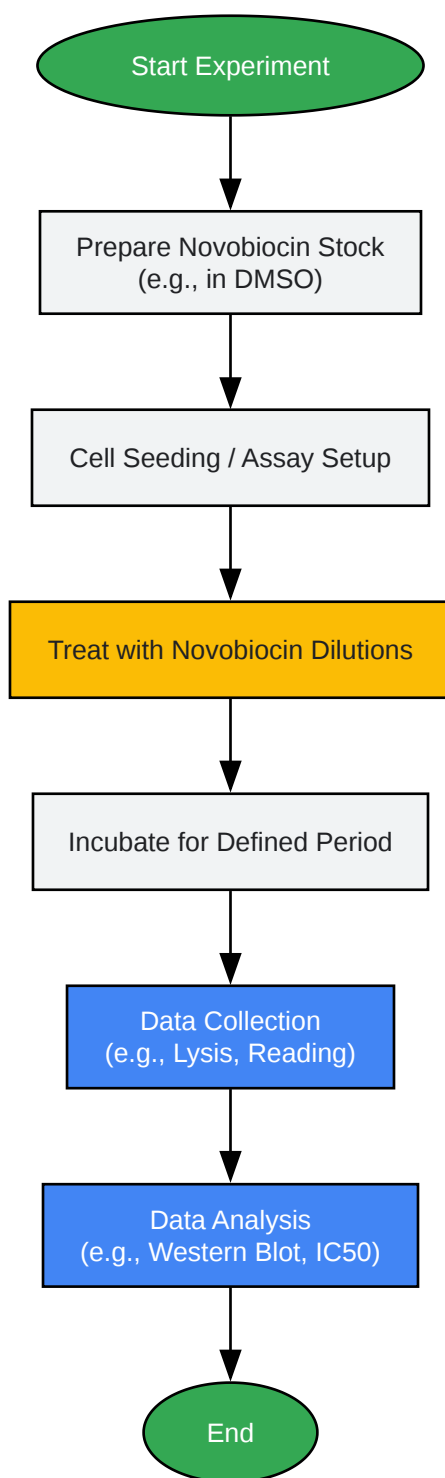 Start Experiment
Prepare Novobiocin Stock
(e.g., in DMSO)
Cell Seeding / Assay Setup
Treat with Novobiocin Dilutions
Incubate for Defined Period
Data Collection
(e.g., Lysis, Reading)
Data Analysis
(e.g., Western Blot, IC50)
End